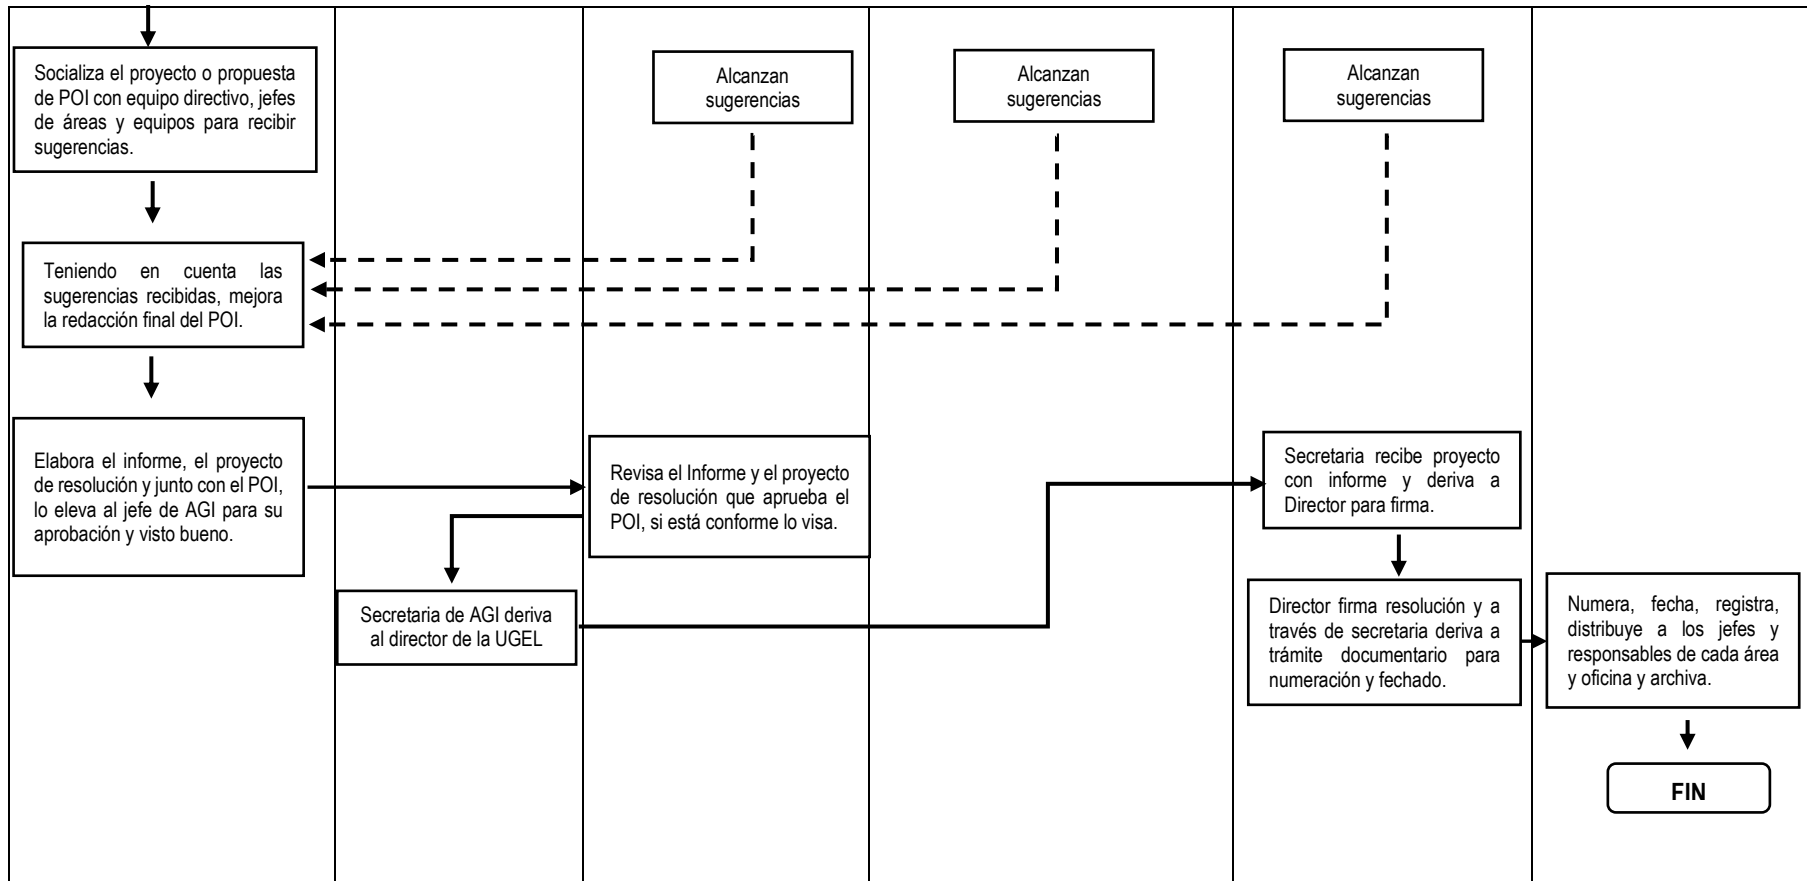 Socializa el proyecto o propuesta
de POI con equipo directivo, jefes
de áreas y equipos para recibir
sugerencias.
Alcanzan
sugerencias
Alcanzan
sugerencias
Alcanzan
sugerencias
Teniendo en cuenta las
sugerencias recibidas, mejora
la redacción final del POI.
Elabora el informe, el proyecto
de resolución y junto con el POI,
lo eleva al jefe de AGI para su
aprobación y visto bueno.
Revisa el Informe y el proyecto
de resolución que aprueba el
POI, si está conforme lo visa.
Secretaria recibe proyecto
con informe y deriva a
Director para firma.
Secretaria de AGI deriva
al director de la UGEL
Director firma resolución y a
través de secretaria deriva a
trámite documentario para
numeración y fechado.
Numera, fecha, registra,
distribuye a los jefes y
responsables de cada área
y oficina y archiva.
FIN